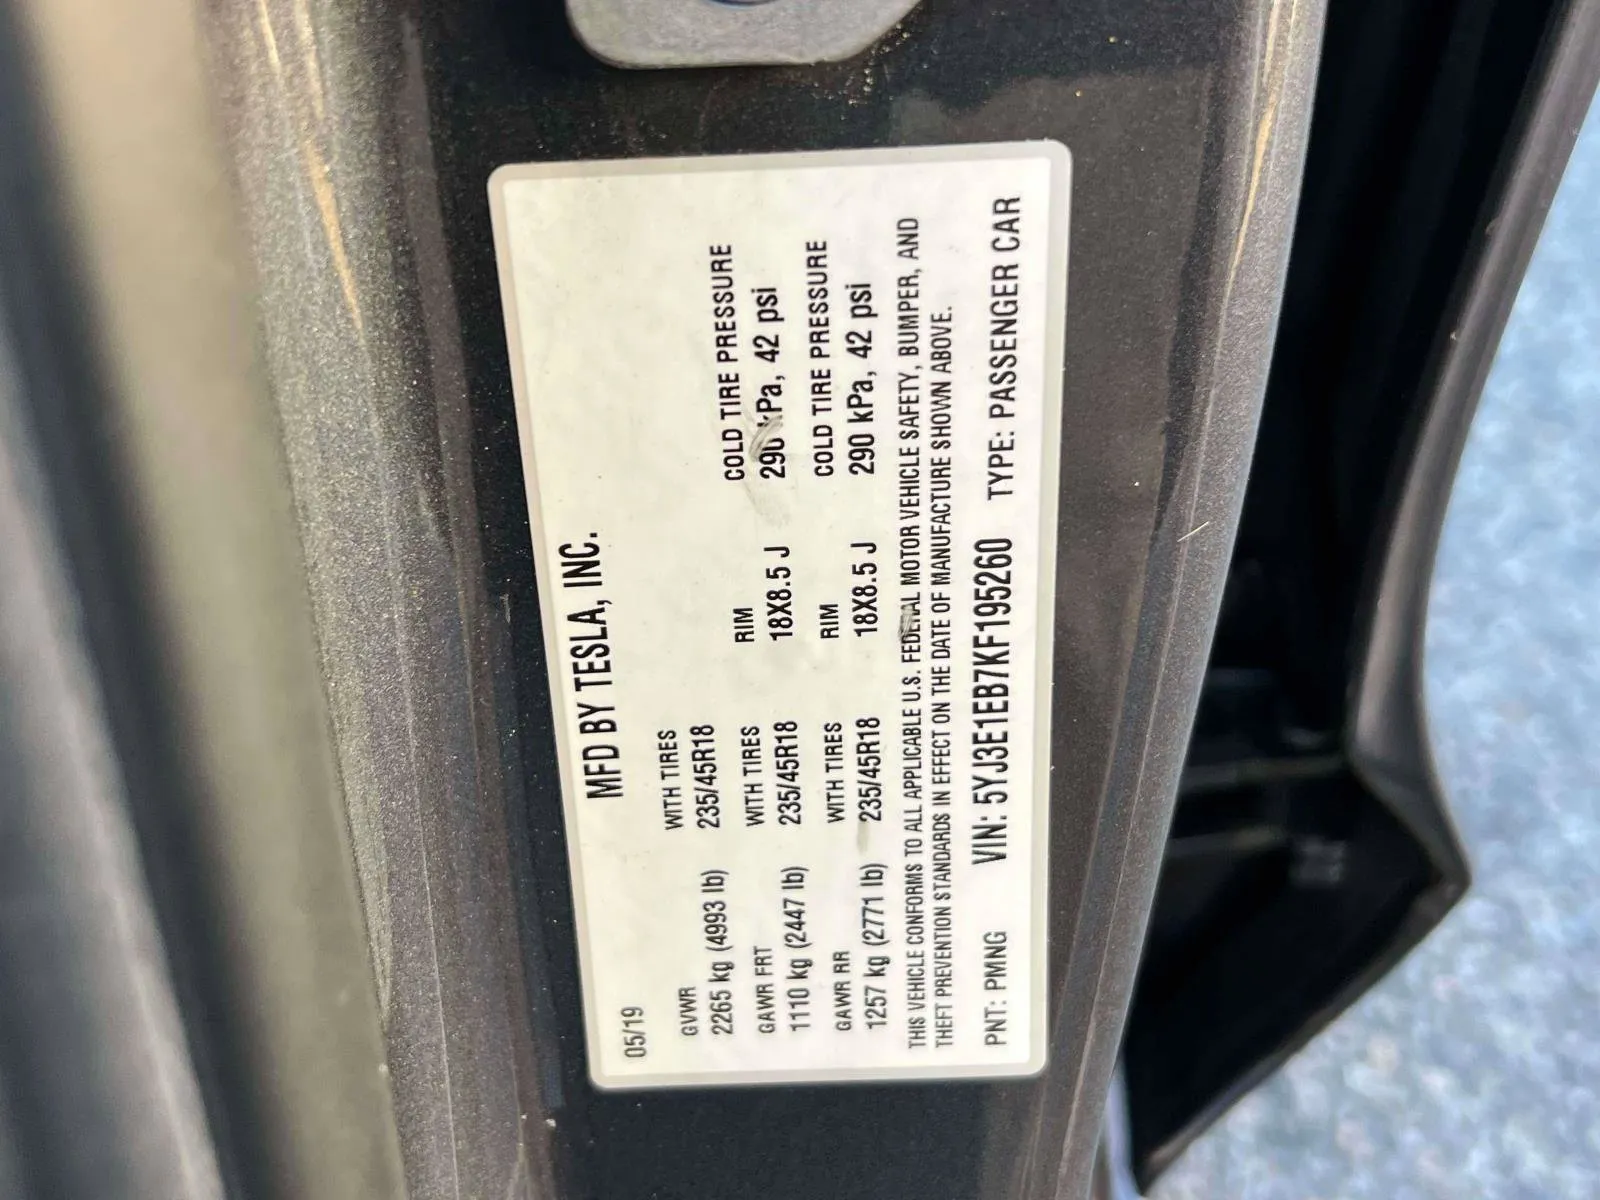 MFD BY TESLA, INC.
05/19
GVWR WITH TIRES
2265 kg (4993 lb) 235/45R18
GAWR FRT WITH TIRES RIM COLD TIRE PRESSURE
1110 kg (2447 lb) 235/45R18 18X8.5 J 290 kPa, 42 psi
GAWR RR WITH TIRES RIM COLD TIRE PRESSURE
1257 kg (2771 lb) 235/45R18 18X8.5 J 290 kPa, 42 psi
THIS VEHICLE CONFORMS TO ALL APPLICABLE U.S. FEDERAL MOTOR VEHICLE SAFETY, BUMPER, AND
THEFT PREVENTION STANDARDS IN EFFECT ON THE DATE OF MANUFACTURE SHOWN ABOVE.
PNT: PMNG VIN: 5YJ3E1EB7KF195260 TYPE: PASSENGER CAR